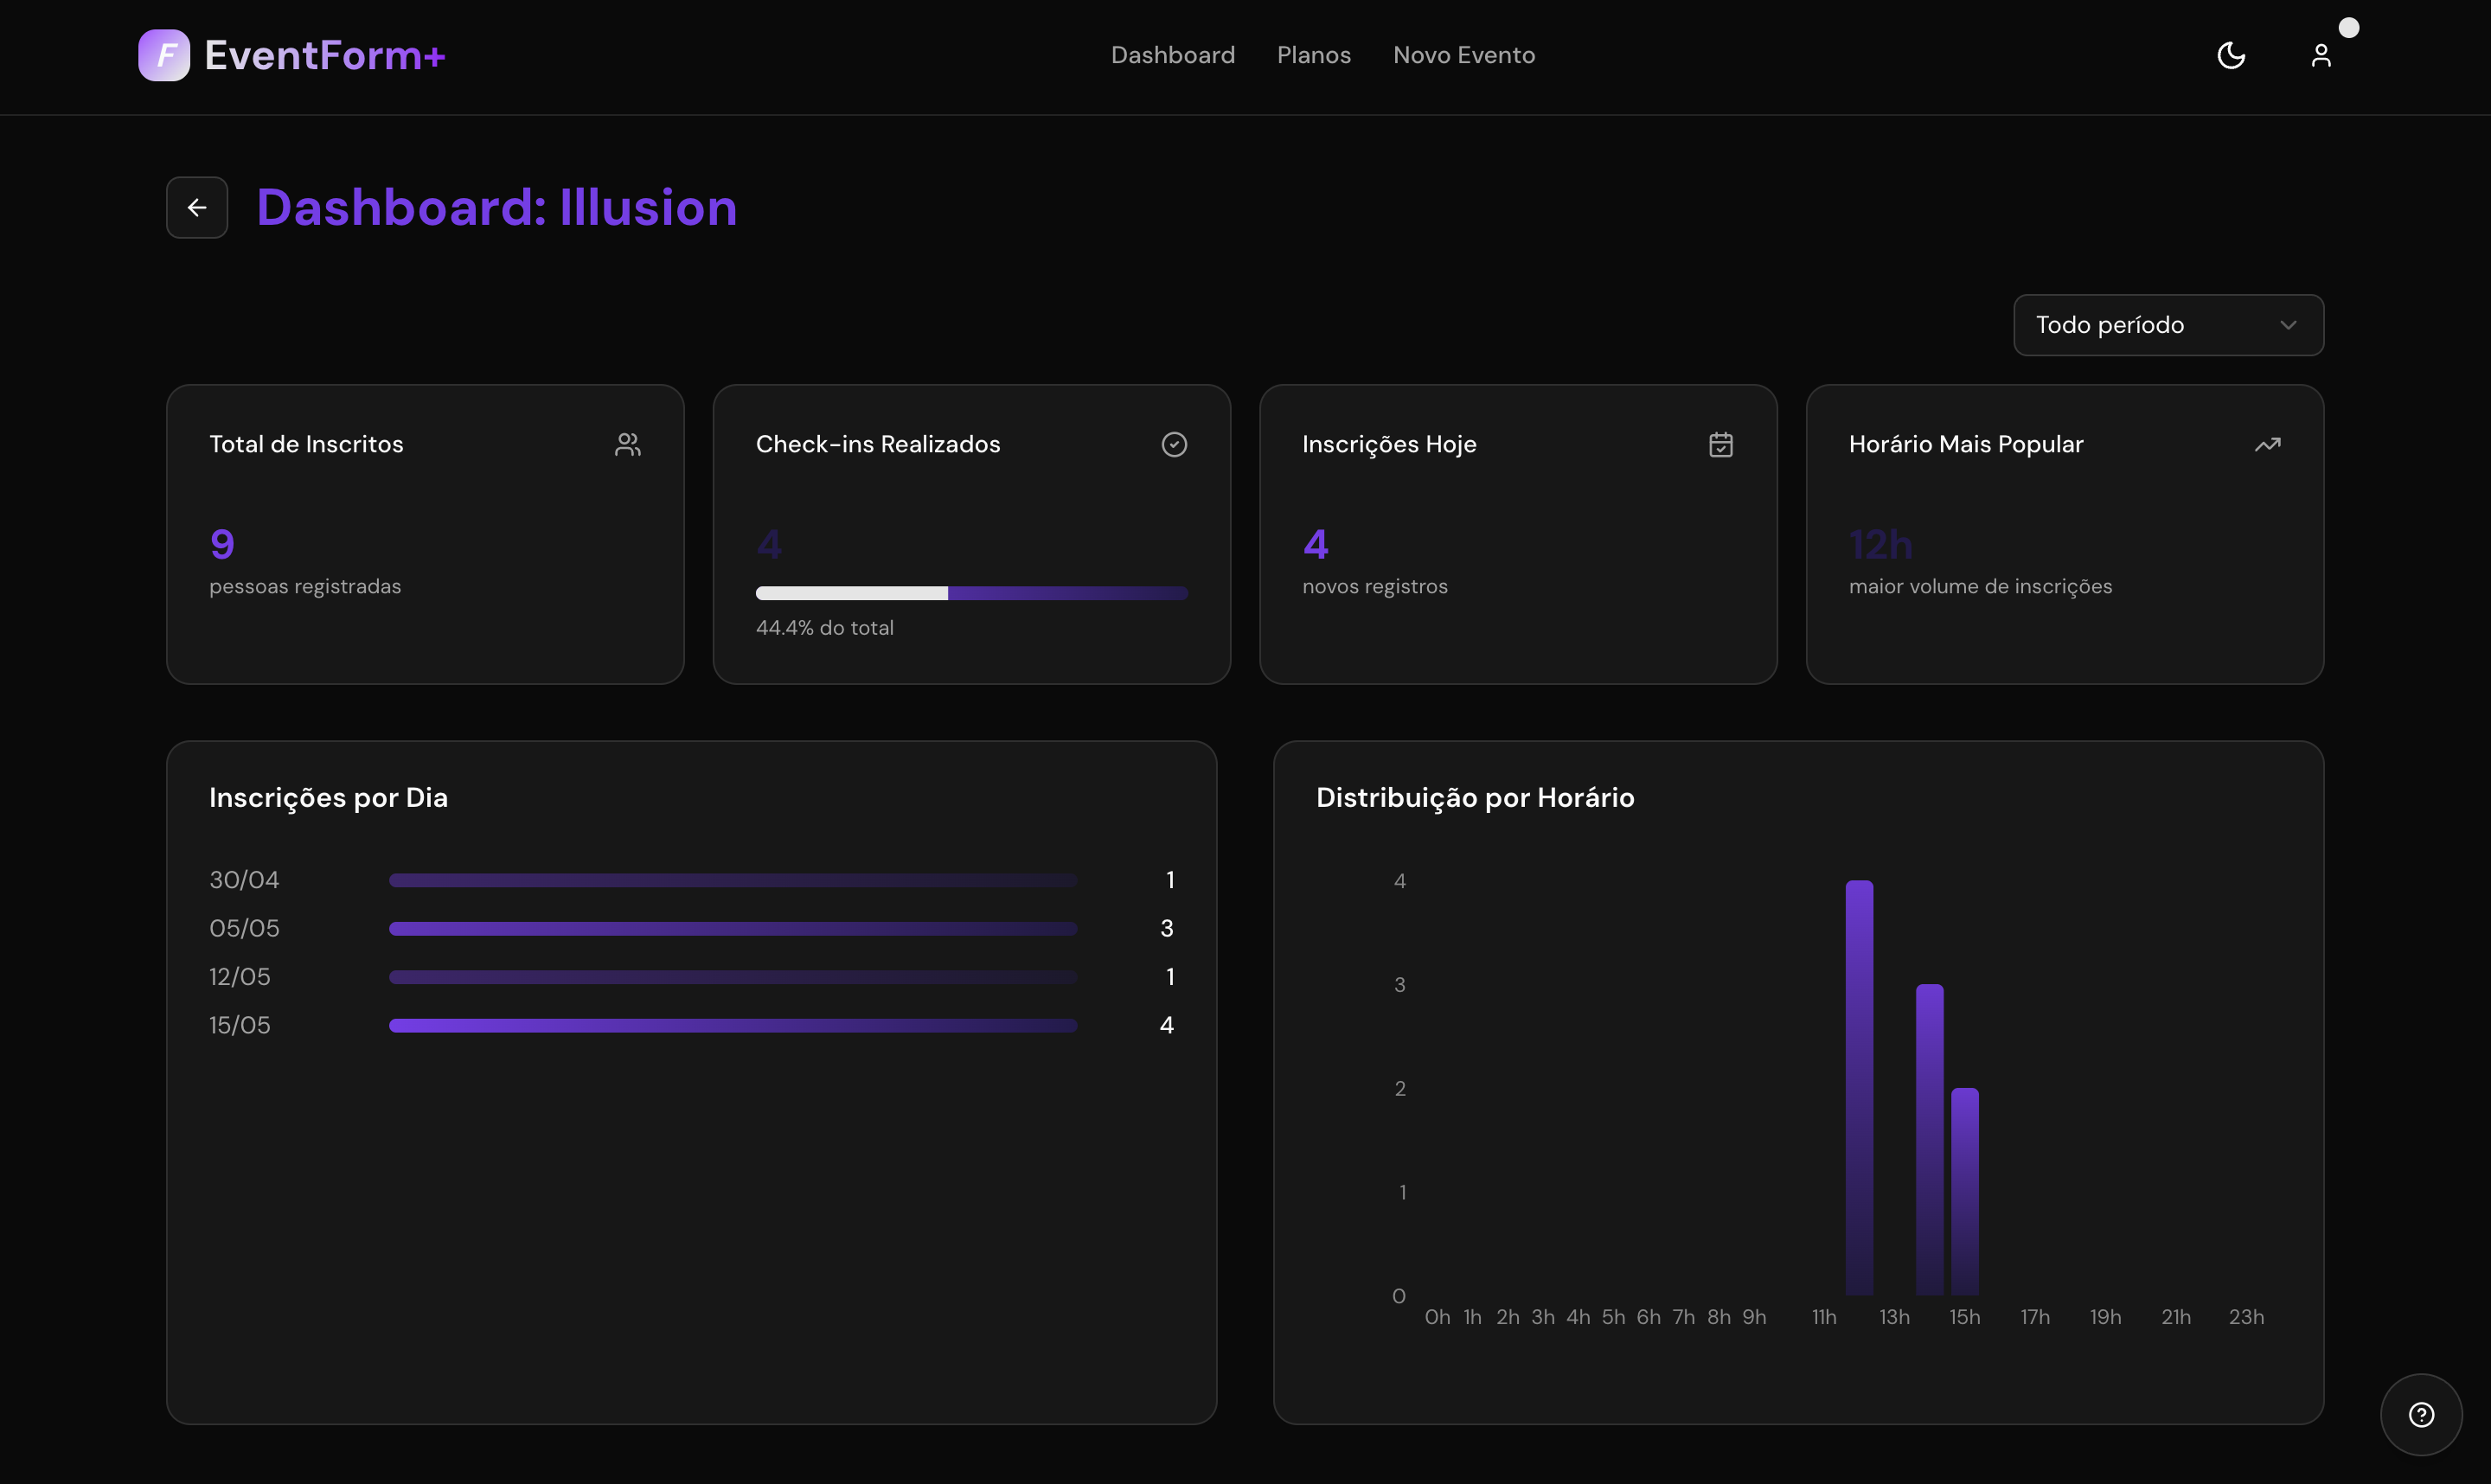 F EventForm+
Dashboard Planos Novo Evento
Dashboard: Illusion
Todo período
Total de Inscritos
9
pessoas registradas
Check-ins Realizados
4
44.4% do total
Inscrições Hoje
4
novos registros
Horário Mais Popular
12h
maior volume de inscrições
Inscrições por Dia
30/04 1
05/05 3
12/05 1
15/05 4
Distribuição por Horário
4
3
2
1
0
0h 1h 2h 3h 4h 5h 6h 7h 8h 9h 11h 13h 15h 17h 19h 21h 23h